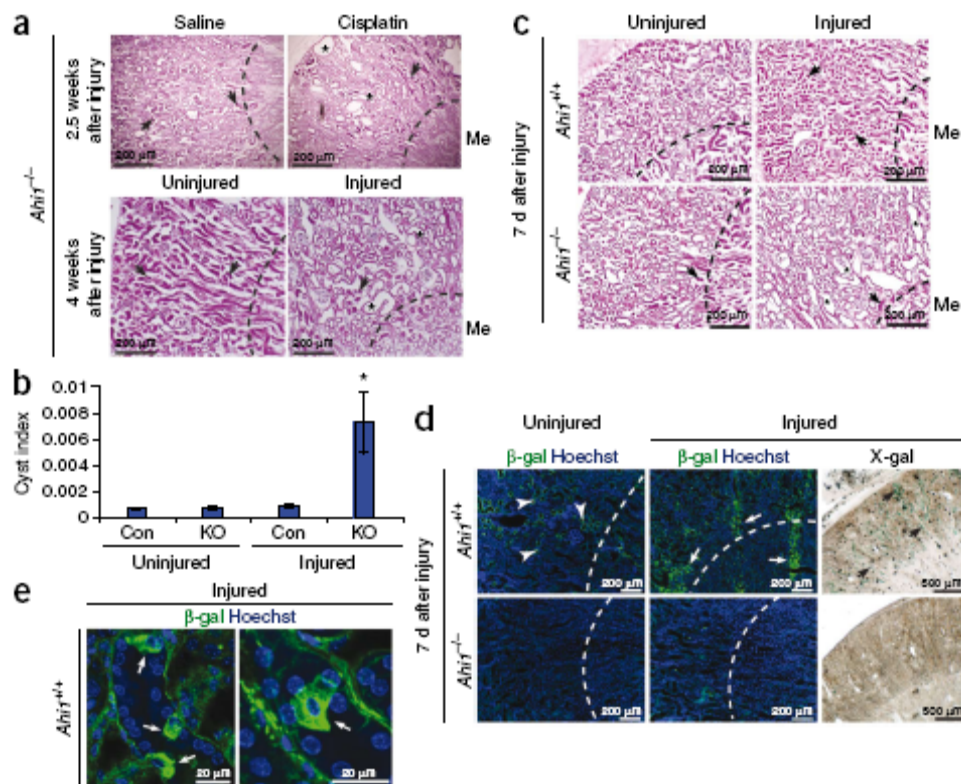 a
Saline Cisplatin
2.5 weeks after injury
200 μm 200 μm
Me
Ahi1–/–
Uninjured Injured
4 weeks after injury
200 μm 200 μm
Me
b
Cyst index
0.01
0.008
0.006
0.004
0.002
0
*
Con KO Con KO
Uninjured Injured
c
Uninjured Injured
7 d after injury
Ahi1+/+
200 μm 200 μm
Me
Ahi1–/–
200 μm 200 μm
Me
d
Uninjured Injured
β-gal Hoechst β-gal Hoechst X-gal
7 d after injury
Ahi1+/+
200 μm 200 μm 500 μm
Ahi1–/–
200 μm 200 μm 500 μm
e
Injured
β-gal Hoechst
Ahi1+/+
20 μm 20 μm